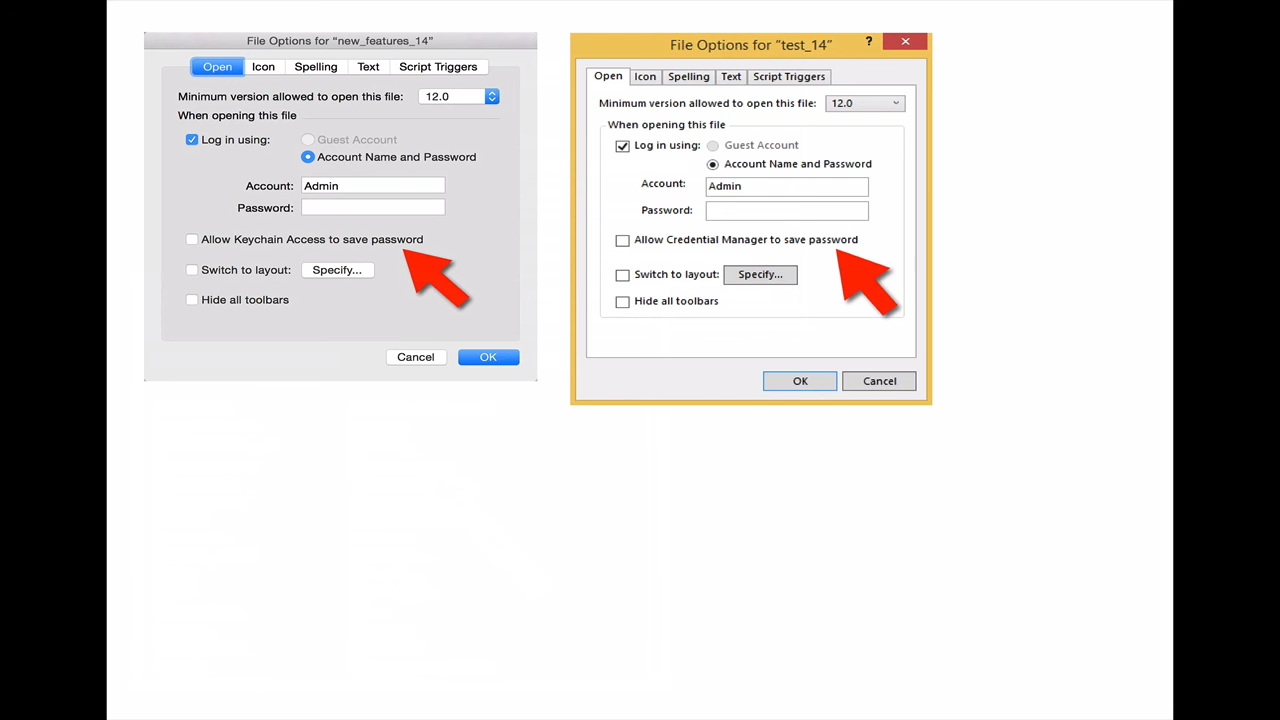 File Options for “new_features_14”
Open Icon Spelling Text Script Triggers
Minimum version allowed to open this file: 12.0
When opening this file
Log in using: Guest Account
Account Name and Password
Account: Admin
Password:
Allow Keychain Access to save password
Switch to layout: Specify...
Hide all toolbars
Cancel OK
File Options for “test_14” ?
Open Icon Spelling Text Script Triggers
Minimum version allowed to open this file: 12.0
When opening this file
Log in using: Guest Account
Account Name and Password
Account: Admin
Password:
Allow Credential Manager to save password
Switch to layout: Specify...
Hide all toolbars
OK Cancel